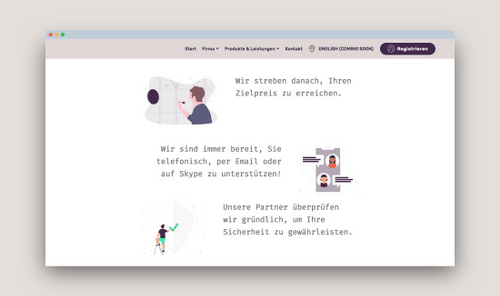 Start Firma Produkte & Leistungen Kontakt ENGLISH (COMING SOON) Registrieren
Wir streben danach, Ihren
Zielpreis zu erreichen.
Wir sind immer bereit, Sie
telefonisch, per Email oder
auf Skype zu unterstützen!
Unsere Partner überprüfen
wir gründlich, um Ihre
Sicherheit zu gewährleisten.